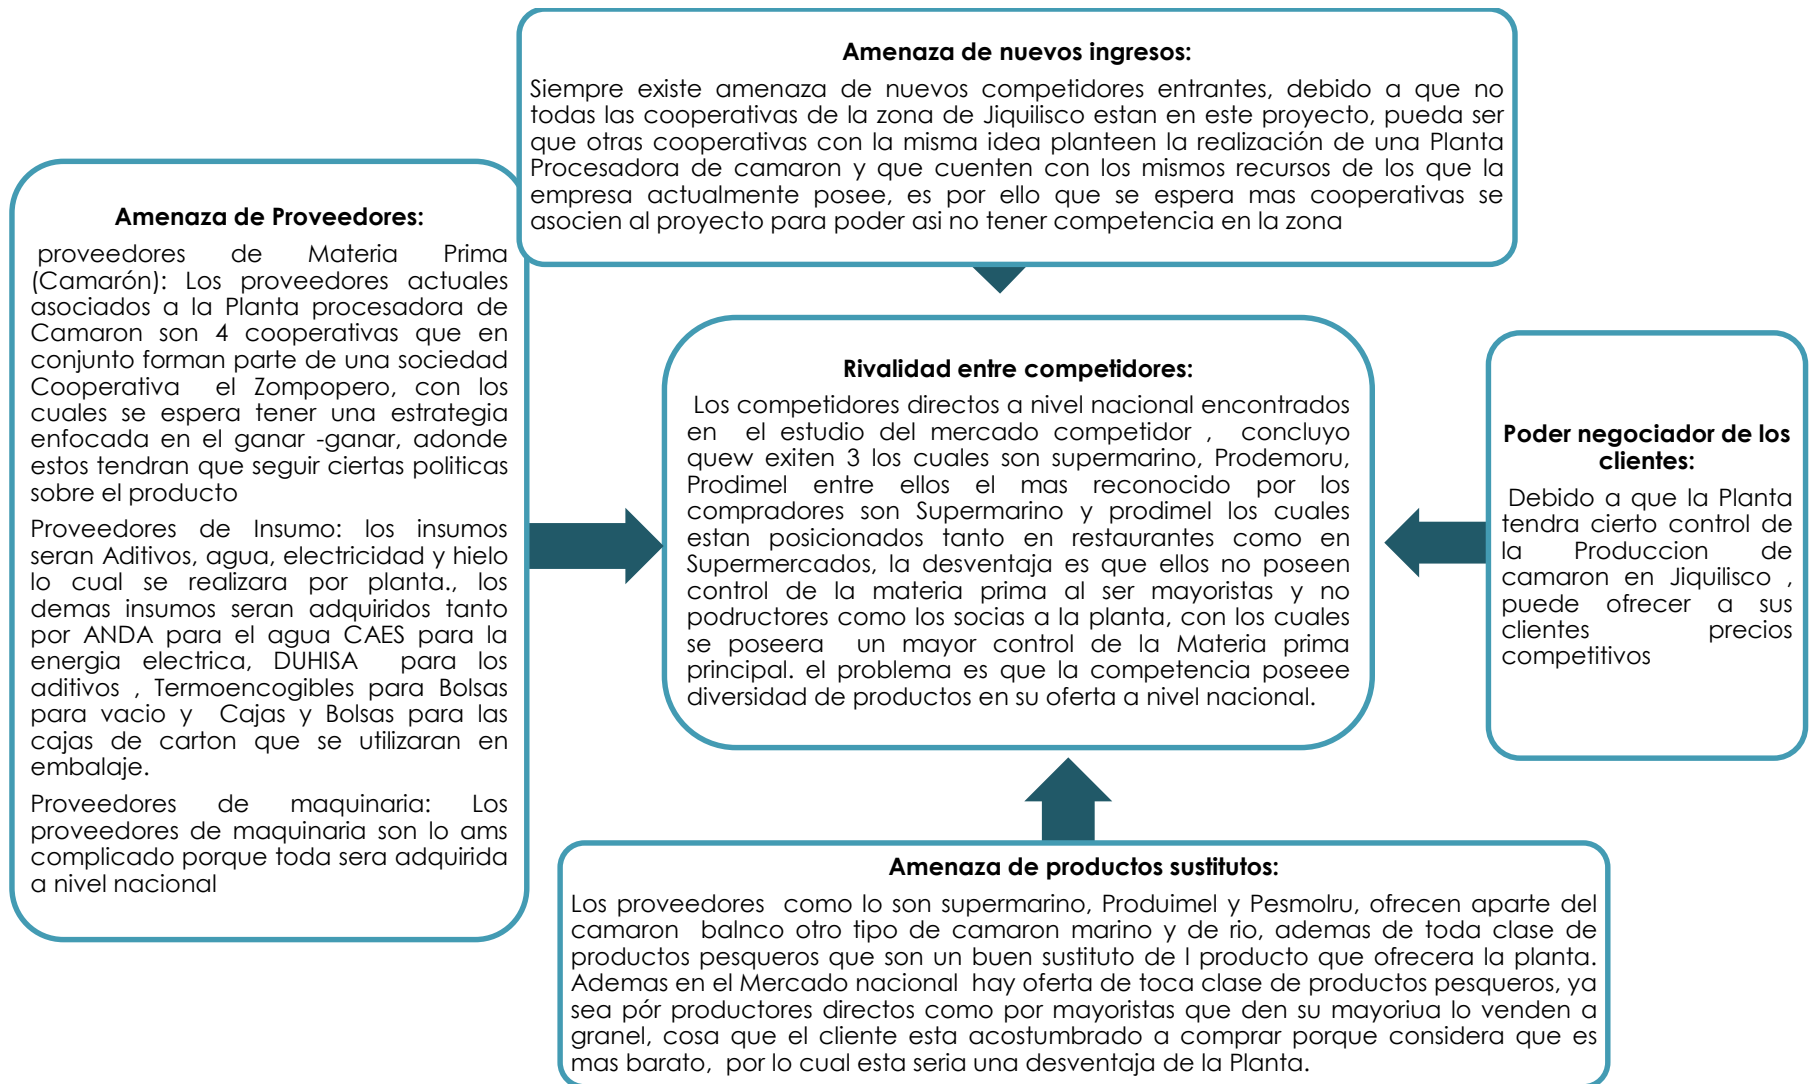 Amenaza de nuevos ingresos:
Siempre existe amenaza de nuevos competidores entrantes, debido a que no
todas las cooperativas de la zona de Jiquilisco estan en este proyecto, pueda ser
que otras cooperativas con la misma idea planteen la realización de una Planta
Procesadora de camaron y que cuenten con los mismos recursos de los que la
empresa actualmente posee, es por ello que se espera mas cooperativas se
asocien al proyecto para poder asi no tener competencia en la zona
Amenaza de Proveedores:
proveedores de Materia Prima
(Camarón): Los proveedores actuales
asociados a la Planta procesadora de
Camaron son 4 cooperativas que en
conjunto forman parte de una sociedad
Cooperativa el Zompopero, con los
cuales se espera tener una estrategia
enfocada en el ganar -ganar, adonde
estos tendran que seguir ciertas politicas
sobre el producto
Proveedores de Insumo: los insumos
seran Aditivos, agua, electricidad y hielo
lo cual se realizara por planta., los
demas insumos seran adquiridos tanto
por ANDA para el agua CAES para la
energia electrica, DUHISA para los
aditivos , Termoencogibles para Bolsas
para vacio y Cajas y Bolsas para las
cajas de carton que se utilizaran en
embalaje.
Proveedores de maquinaria: Los
proveedores de maquinaria son lo ams
complicado porque toda sera adquirida
a nivel nacional
Rivalidad entre competidores:
Los competidores directos a nivel nacional encontrados
en el estudio del mercado competidor , concluyo
quew exiten 3 los cuales son supermarino, Prodemoru,
Prodimel entre ellos el mas reconocido por los
compradores son Supermarino y prodimel los cuales
estan posicionados tanto en restaurantes como en
Supermercados, la desventaja es que ellos no poseen
control de la materia prima al ser mayoristas y no
podructores como los socias a la planta, con los cuales
se poseera un mayor control de la Materia prima
principal. el problema es que la competencia poseee
diversidad de productos en su oferta a nivel nacional.
Poder negociador de los
clientes:
Debido a que la Planta
tendra cierto control de
la Produccion de
camaron en Jiquilisco ,
puede ofrecer a sus
clientes precios
competitivos
Amenaza de productos sustitutos:
Los proveedores como lo son supermarino, Produimel y Pesmolru, ofrecen aparte del
camaron balnco otro tipo de camaron marino y de rio, ademas de toda clase de
productos pesqueros que son un buen sustituto de l producto que ofrecera la planta.
Ademas en el Mercado nacional hay oferta de toca clase de productos pesqueros, ya
sea pór productores directos como por mayoristas que den su mayoriua lo venden a
granel, cosa que el cliente esta acostumbrado a comprar porque considera que es
mas barato, por lo cual esta seria una desventaja de la Planta.